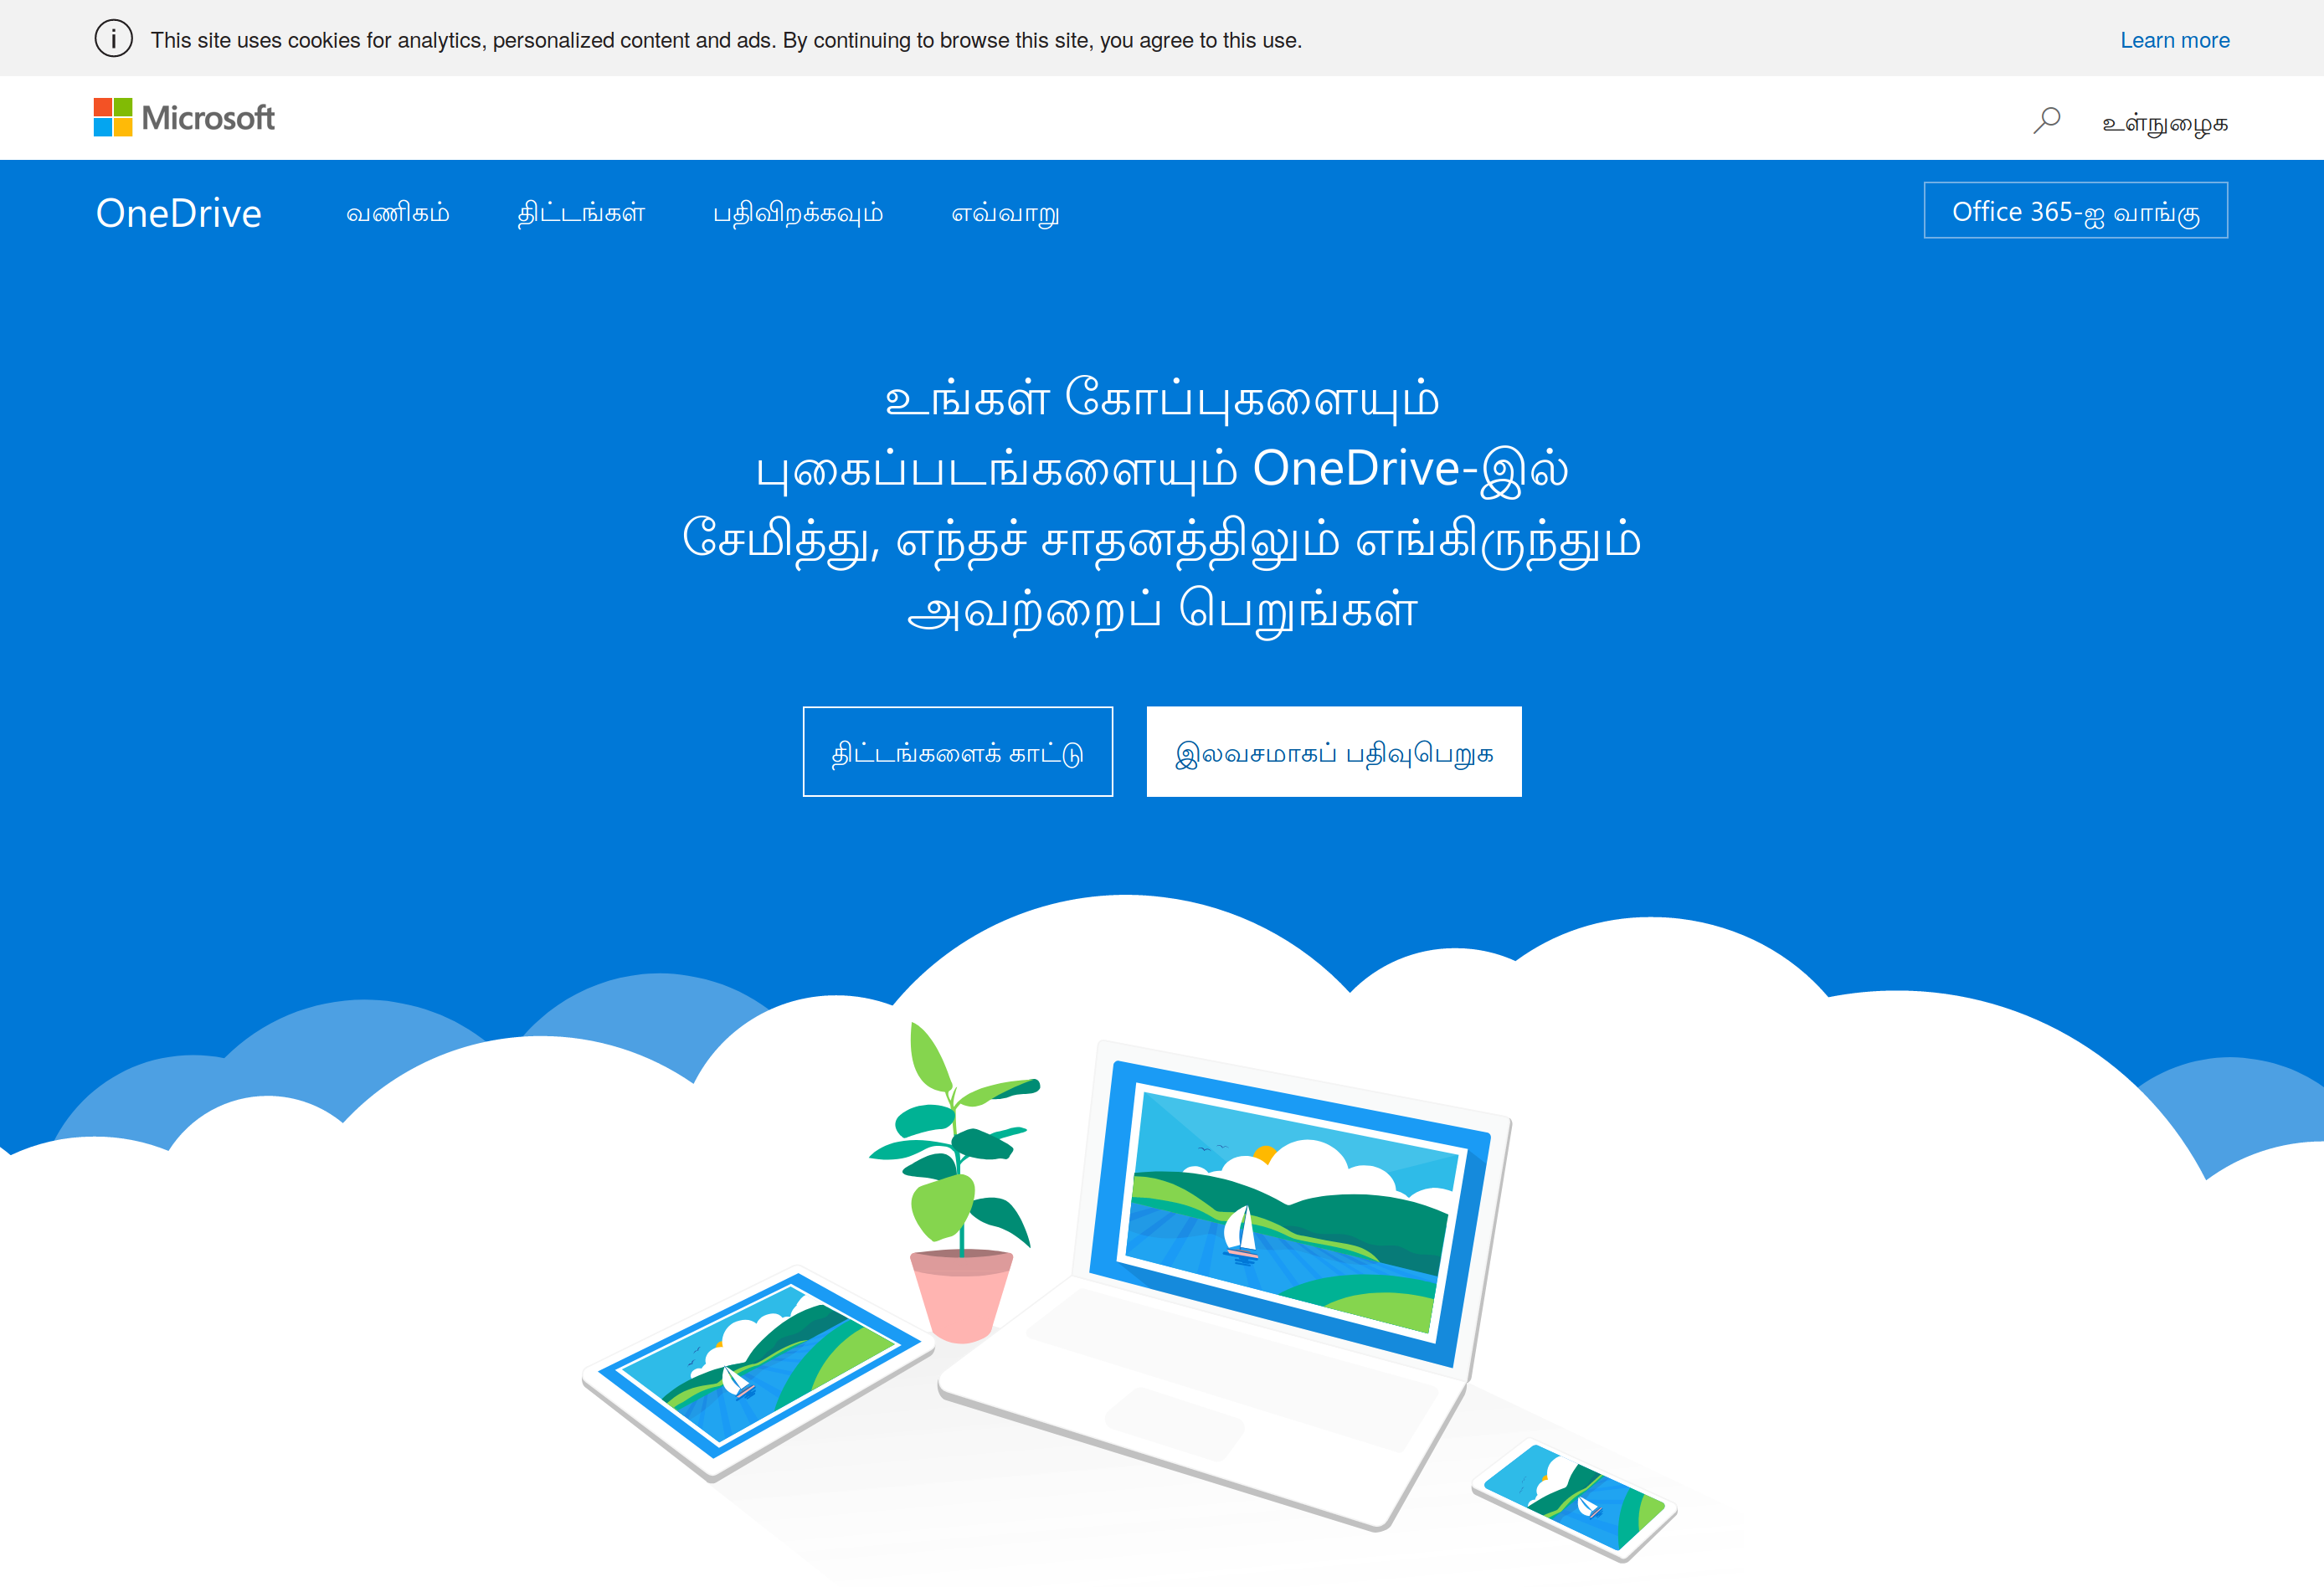 This site uses cookies for analytics, personalized content and ads. By continuing to browse this site, you agree to this use.
Learn more
Microsoft
உள்நுழைக
OneDrive
வணிகம்
திட்டங்கள்
பதிவிறக்கவும்
எவ்வாறு
Office 365-ஐ வாங்கு
உங்கள் கோப்புகளையும்
புகைப்படங்களையும் OneDrive-இல்
சேமித்து, எந்தச் சாதனத்திலும் எங்கிருந்தும்
அவற்றைப் பெறுங்கள்
திட்டங்களைக் காட்டு
இலவசமாகப் பதிவுபெறுக